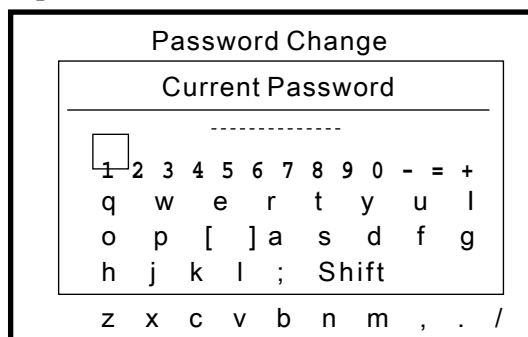 Password Change
Current Password
--------------
1 2 3 4 5 6 7 8 9 0 - = +
q w e r t y u I
o p [ ] a s d f g
h j k l ; Shift
z x c v b n m , . /